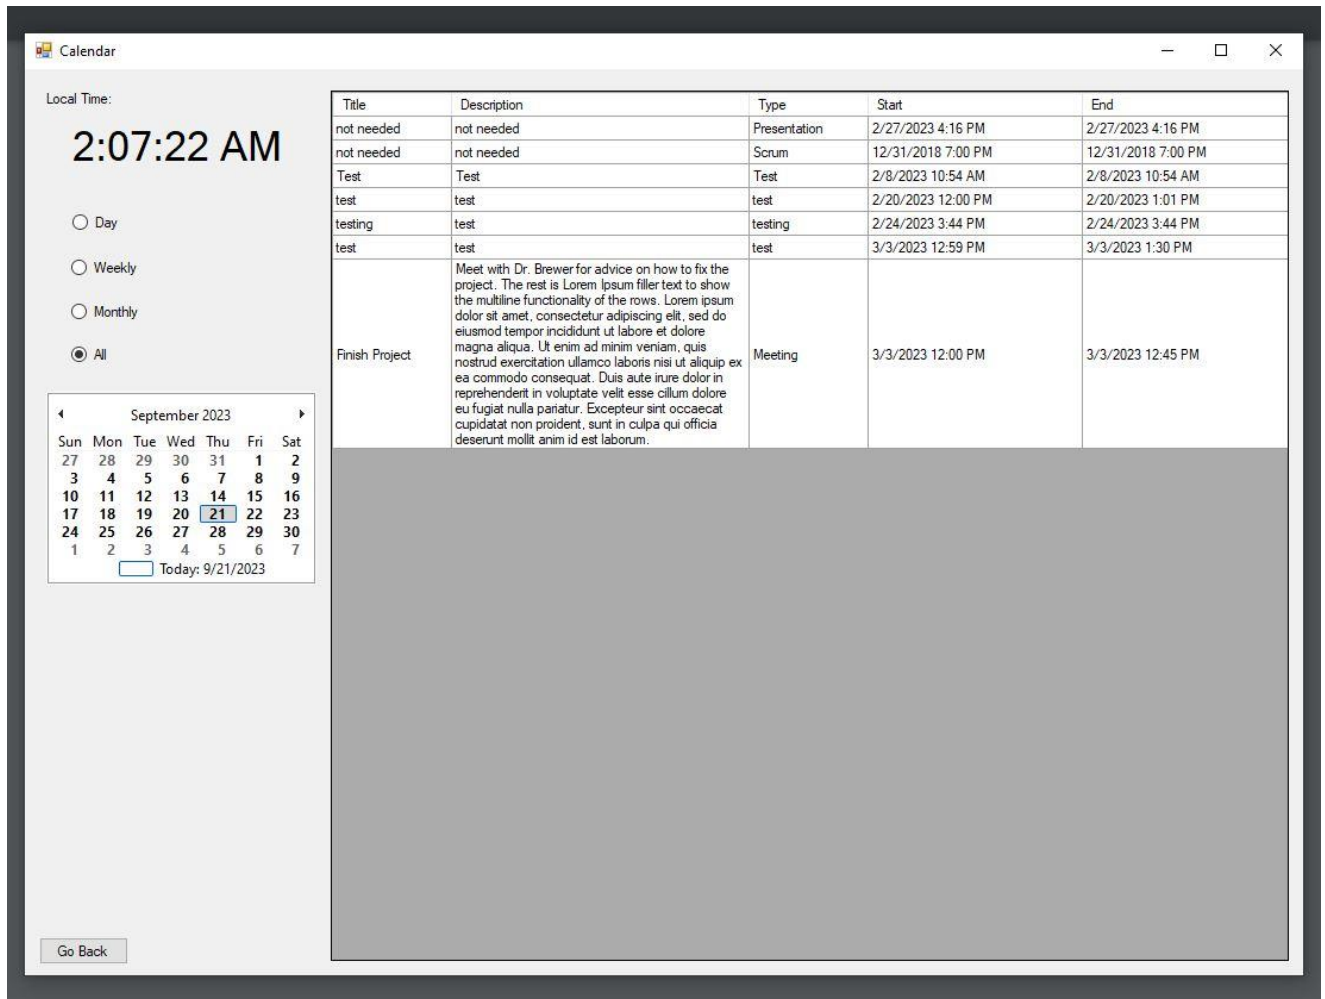 Calendar
Local Time:
2:07:22 AM
Day
Weekly
Monthly
All
September 2023
Sun Mon Tue Wed Thu Fri Sat
27 28 29 30 31 1 2
3 4 5 6 7 8 9
10 11 12 13 14 15 16
17 18 19 20 21 22 23
24 25 26 27 28 29 30
1 2 3 4 5 6 7
Today: 9/21/2023
Go Back
Title Description Type Start End
not needed not needed Presentation 2/27/2023 4:16 PM 2/27/2023 4:16 PM
not needed not needed Scrum 12/31/2018 7:00 PM 12/31/2018 7:00 PM
Test Test Test 2/8/2023 10:54 AM 2/8/2023 10:54 AM
test test test 2/20/2023 12:00 PM 2/20/2023 1:01 PM
testing test testing 2/24/2023 3:44 PM 2/24/2023 3:44 PM
test test test 3/3/2023 12:59 PM 3/3/2023 1:30 PM
Finish Project
Meet with Dr. Brewer for advice on how to fix the
project. The rest is Lorem Ipsum filler text to show
the multiline functionality of the rows. Lorem ipsum
dolor sit amet, consectetur adipiscing elit, sed do
eiusmod tempor incididunt ut labore et dolore
magna aliqua. Ut enim ad minim veniam, quis
nostrud exercitation ullamco laboris nisi ut aliquip ex
ea commodo consequat. Duis aute irure dolor in
reprehenderit in voluptate velit esse cillum dolore
eu fugiat nulla pariatur. Excepteur sint occaecat
cupidatat non proident, sunt in culpa qui officia
deserunt mollit anim id est laborum.
Meeting 3/3/2023 12:00 PM 3/3/2023 12:45 PM